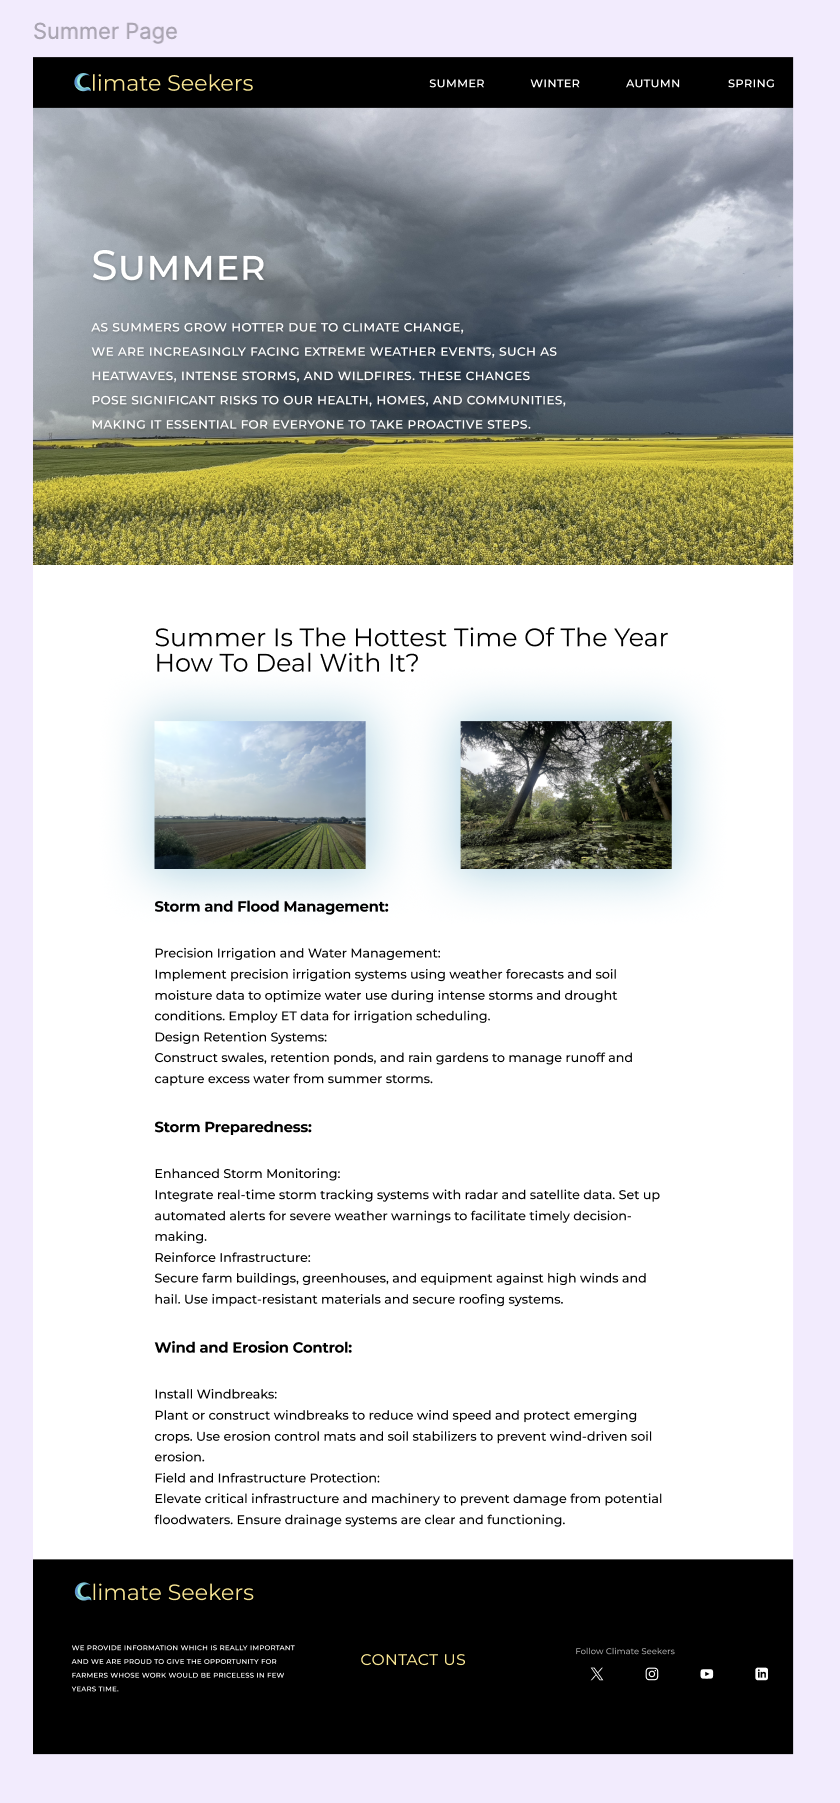 Summer Page
Climate Seekers
SUMMER WINTER AUTUMN SPRING
SUMMER
AS SUMMERS GROW HOTTER DUE TO CLIMATE CHANGE,
WE ARE INCREASINGLY FACING EXTREME WEATHER EVENTS, SUCH AS
HEATWAVES, INTENSE STORMS, AND WILDFIRES. THESE CHANGES
POSE SIGNIFICANT RISKS TO OUR HEALTH, HOMES, AND COMMUNITIES,
MAKING IT ESSENTIAL FOR EVERYONE TO TAKE PROACTIVE STEPS.
Summer Is The Hottest Time Of The Year
How To Deal With It?
Storm and Flood Management:
Precision Irrigation and Water Management:
Implement precision irrigation systems using weather forecasts and soil
moisture data to optimize water use during intense storms and drought
conditions. Employ ET data for irrigation scheduling.
Design Retention Systems:
Construct swales, retention ponds, and rain gardens to manage runoff and
capture excess water from summer storms.
Storm Preparedness:
Enhanced Storm Monitoring:
Integrate real-time storm tracking systems with radar and satellite data. Set up
automated alerts for severe weather warnings to facilitate timely decision-
making.
Reinforce Infrastructure:
Secure farm buildings, greenhouses, and equipment against high winds and
hail. Use impact-resistant materials and secure roofing systems.
Wind and Erosion Control:
Install Windbreaks:
Plant or construct windbreaks to reduce wind speed and protect emerging
crops. Use erosion control mats and soil stabilizers to prevent wind-driven soil
erosion.
Field and Infrastructure Protection:
Elevate critical infrastructure and machinery to prevent damage from potential
floodwaters. Ensure drainage systems are clear and functioning.
Climate Seekers
WE PROVIDE INFORMATION WHICH IS REALLY IMPORTANT
AND WE ARE PROUD TO GIVE THE OPPORTUNITY FOR
FARMERS WHOSE WORK WOULD BE PRICELESS IN FEW
YEARS TIME.
CONTACT US
Follow Climate Seekers